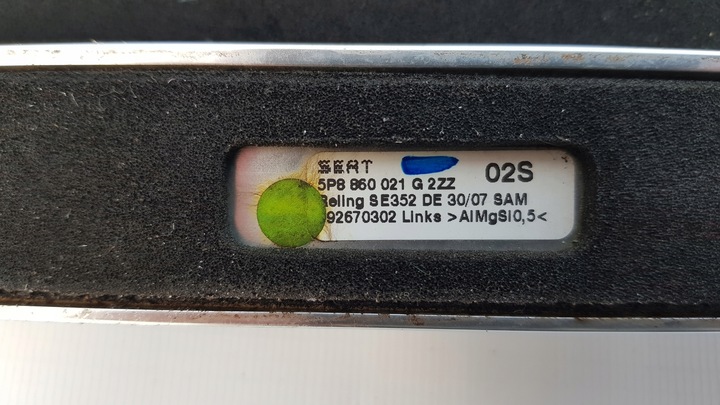 SEAT 02S
5P8 860 021 G 2ZZ
Reling SE352 DE 30/07 SAM
92670302 Links >AlMgSi0,5<